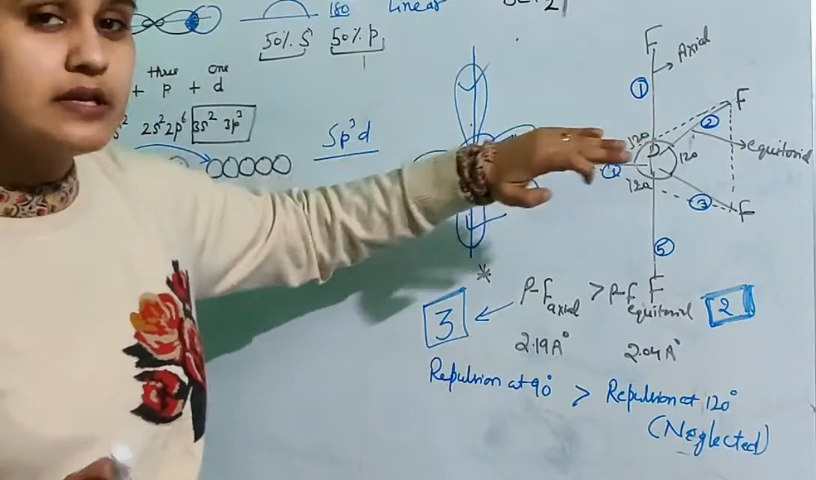 180
Linear
50% S 50% p
three one
+ p + d
2s² 2p⁶ 3s² 3p³
Sp³d
F
Axial
①
F
②
120
120
equitorial
④
120
③
F
⑤
F
*
P-F axial > P-F equitorial
3
2
2.19A°
2.04A°
Repulsion at 90° > Repulsion at 120°
(Neglected)